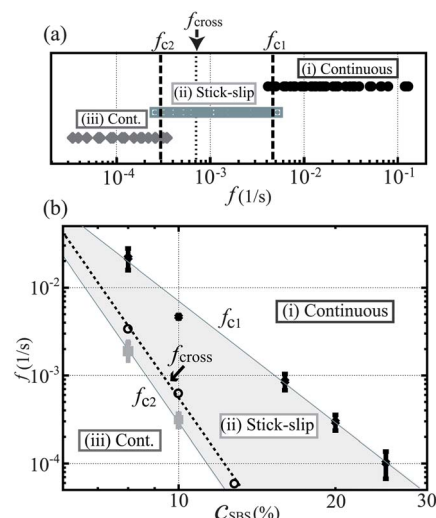 (a)
f_c2
f_cross
f_c1
(i) Continuous
(ii) Stick-slip
(iii) Cont.
10^-4
10^-3
10^-2
10^-1
f (1/s)
(b)
10^-2
10^-3
10^-4
f (1/s)
f_c1
(i) Continuous
f_cross
f_c2
(ii) Stick-slip
(iii) Cont.
10
20
30
C_SBS (%)